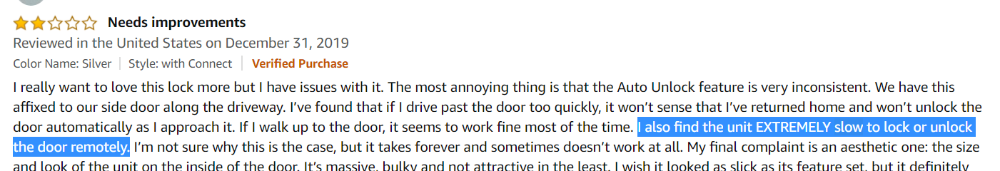 Needs improvements
Reviewed in the United States on December 31, 2019
Color Name: Silver Style: with Connect Verified Purchase
I really want to love this lock more but I have issues with it. The most annoying thing is that the Auto Unlock feature is very inconsistent. We have this
affixed to our side door along the driveway. I’ve found that if I drive past the door too quickly, it won’t sense that I’ve returned home and won’t unlock the
door automatically as I approach it. If I walk up to the door, it seems to work fine most of the time. I also find the unit EXTREMELY slow to lock or unlock
the door remotely. I’m not sure why this is the case, but it takes forever and sometimes doesn’t work at all. My final complaint is an aesthetic one: the size
and look of the unit on the inside of the door. It’s massive, bulky and not attractive in the least. I wish it looked as slick as its feature set, but it definitely